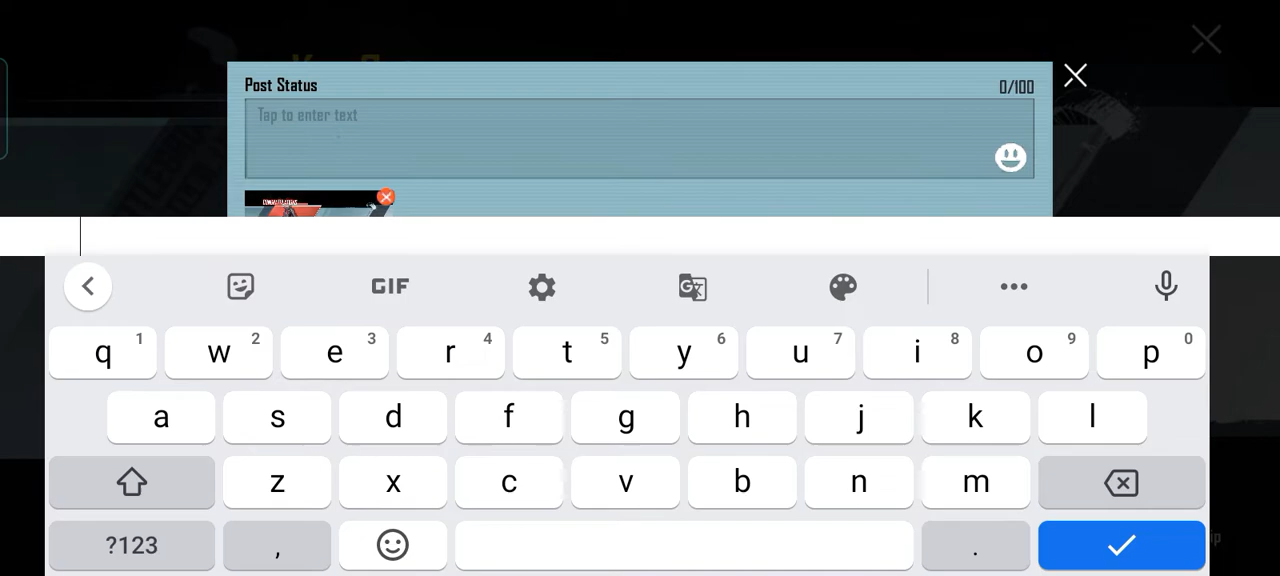 Post Status
0/100
Tap to enter text
GIF
q 1 w 2 e 3 r 4 t 5 y 6 u 7 i 8 o 9 p 0
a s d f g h j k l
z x c v b n m
?123 , .